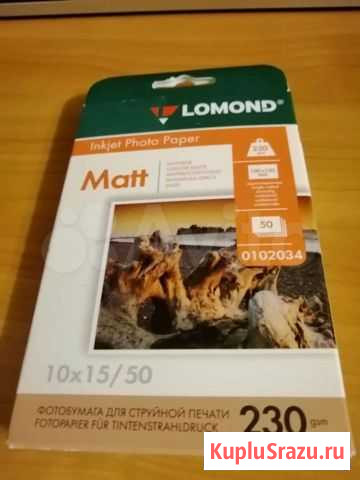 LOMOND®
Inkjet Photo Paper
Matt
230
50
0102034
10x15/50
ФОТОБУМАГА ДЛЯ СТРУЙНОЙ ПЕЧАТИ
FOTOPAPIER FÜR TINTENSTRAHLDRUCK
230 gsm
KupluSrazu.ru